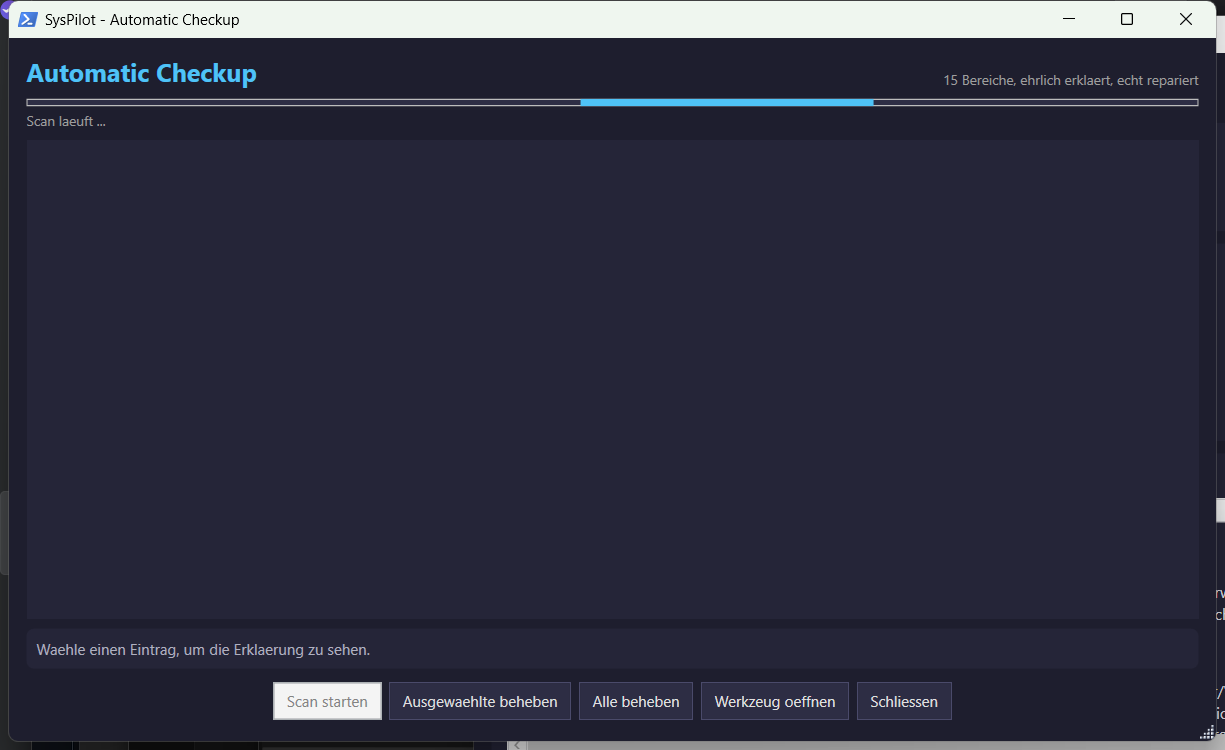 SysPilot - Automatic Checkup
Automatic Checkup
15 Bereiche, ehrlich erklaert, echt repariert
Scan laeuft ...
Waehle einen Eintrag, um die Erklaerung zu sehen.
Scan starten
Ausgewaehlte beheben
Alle beheben
Werkzeug oeffnen
Schliessen